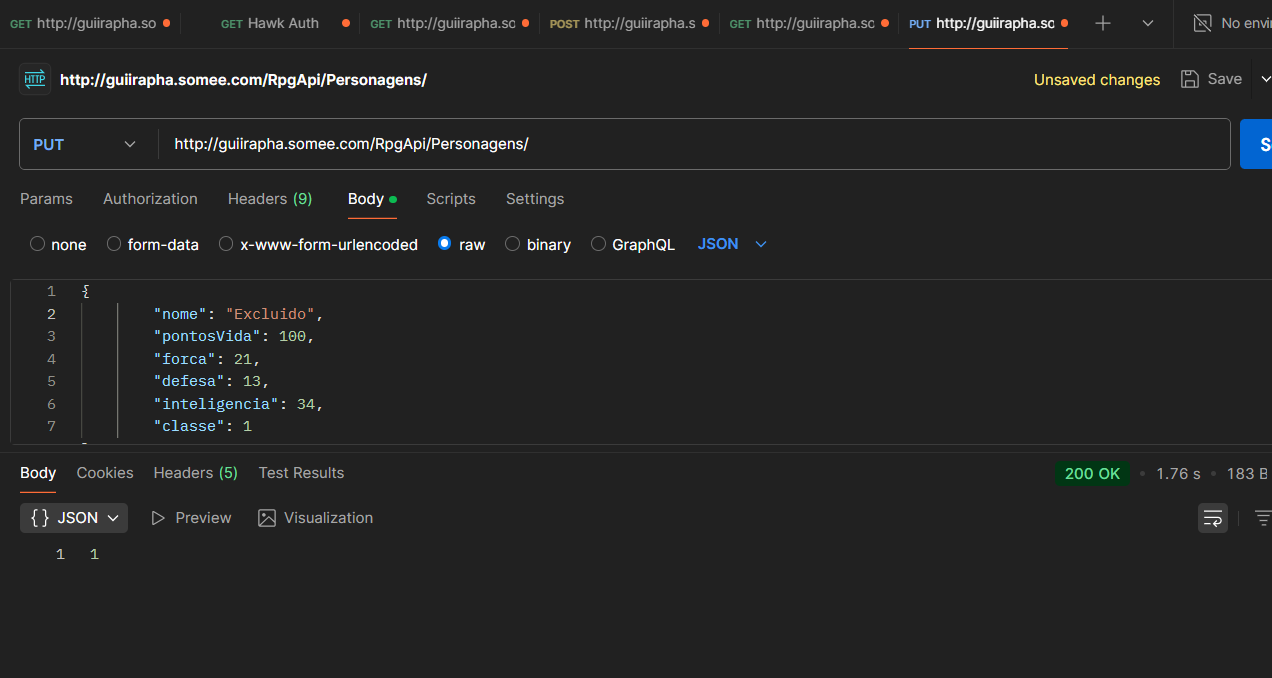 GET http://guiirapha.so GET Hawk Auth GET http://guiirapha.sc POST http://guiirapha.s GET http://guiirapha.sc PUT http://guiirapha.sc No envi
HTTP http://guiirapha.somee.com/RpgApi/Personagens/ Unsaved changes Save
PUT http://guiirapha.somee.com/RpgApi/Personagens/ S
Params Authorization Headers (9) Body Scripts Settings
none form-data x-www-form-urlencoded raw binary GraphQL JSON
1 {
2 "nome": "Excluido",
3 "pontosVida": 100,
4 "forca": 21,
5 "defesa": 13,
6 "inteligencia": 34,
7 "classe": 1
Body Cookies Headers (5) Test Results 200 OK • 1.76 s • 183 B
{} JSON Preview Visualization
1 1